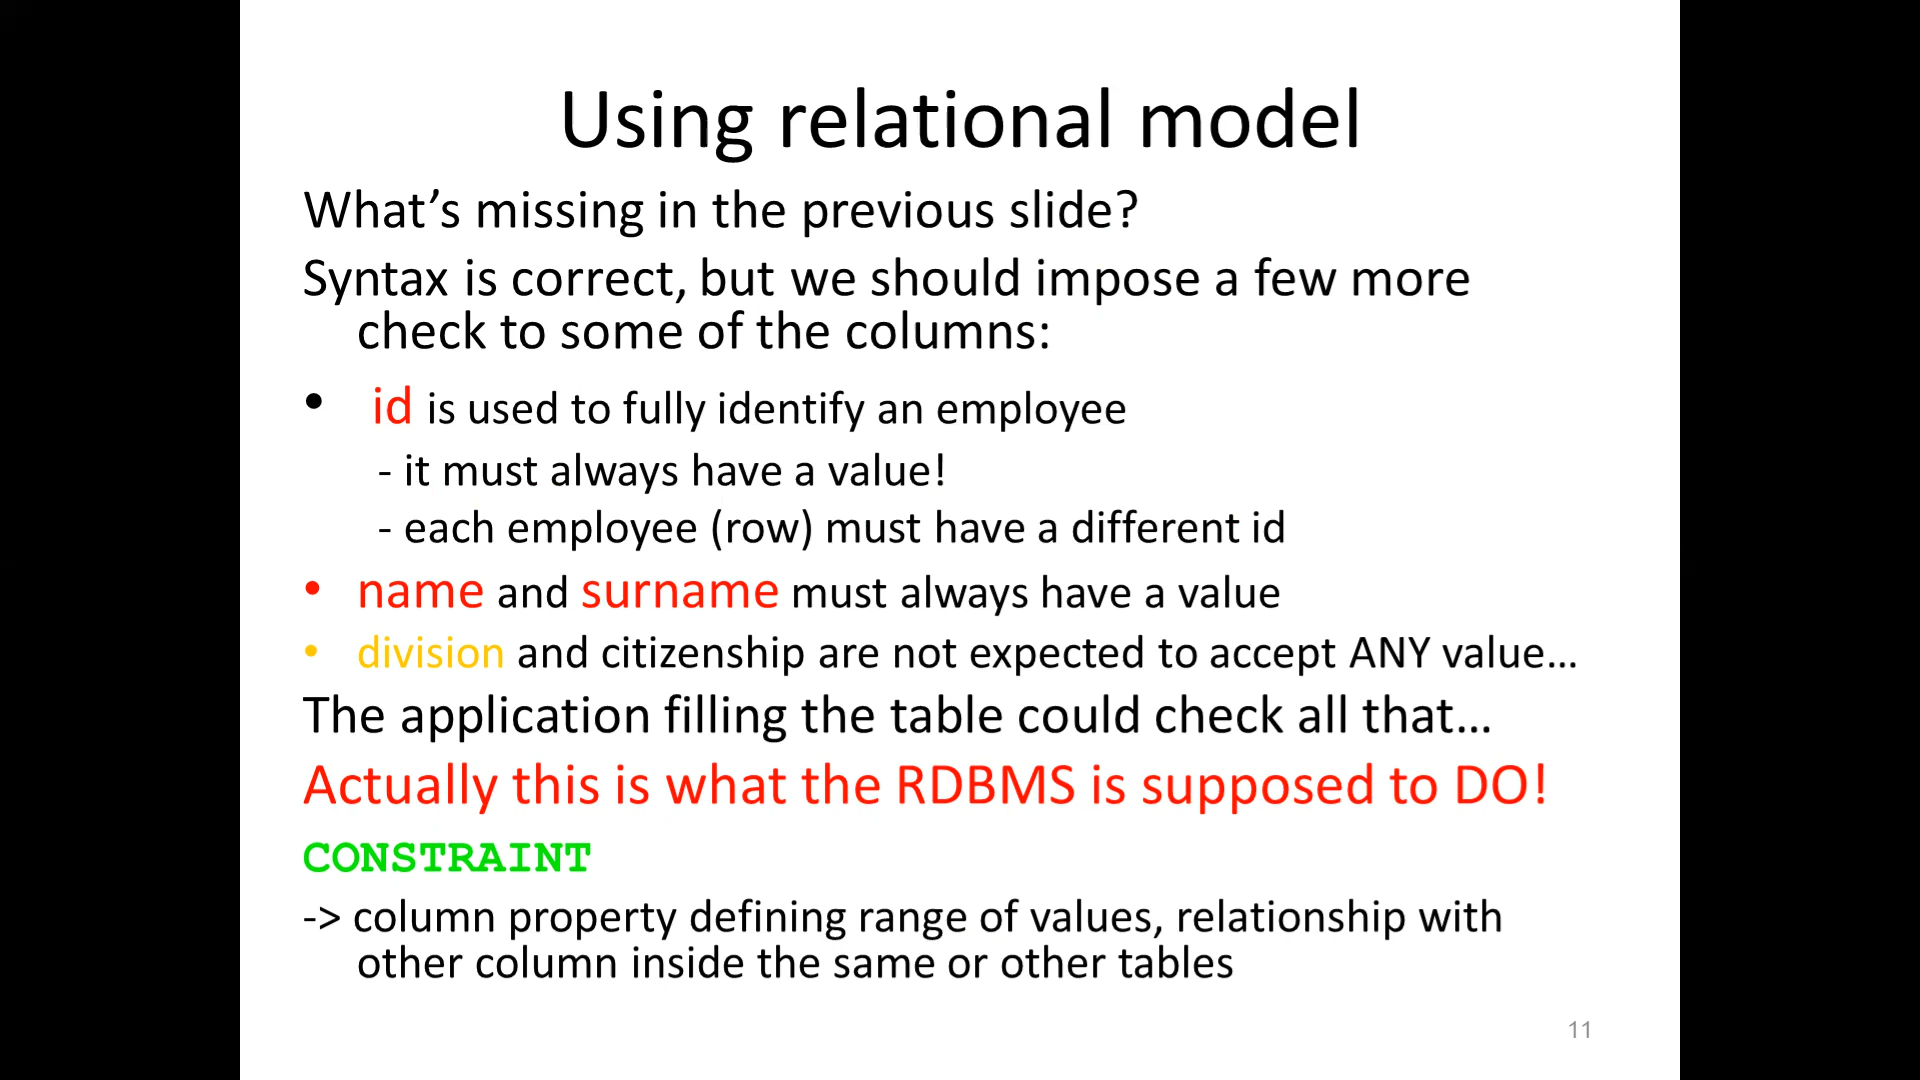 Using relational model
What’s missing in the previous slide?
Syntax is correct, but we should impose a few more
check to some of the columns:
• id is used to fully identify an employee
- it must always have a value!
- each employee (row) must have a different id
• name and surname must always have a value
• division and citizenship are not expected to accept ANY value…
The application filling the table could check all that…
Actually this is what the RDBMS is supposed to DO!
CONSTRAINT
-> column property defining range of values, relationship with
other column inside the same or other tables
11